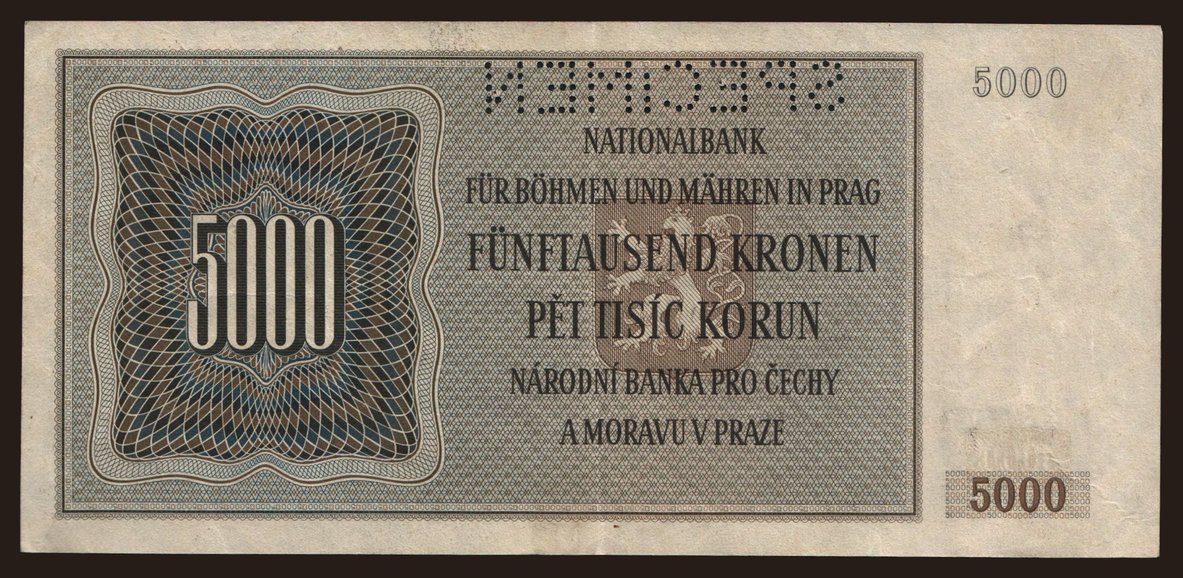 SPECIMEN
5000
NATIONALBANK
FÜR BÖHMEN UND MÄHREN IN PRAG
FÜNFTAUSEND KRONEN
PĚT TISÍC KORUN
NÁRODNÍ BANKA PRO ČECHY
A MORAVU V PRAZE
5000
5000